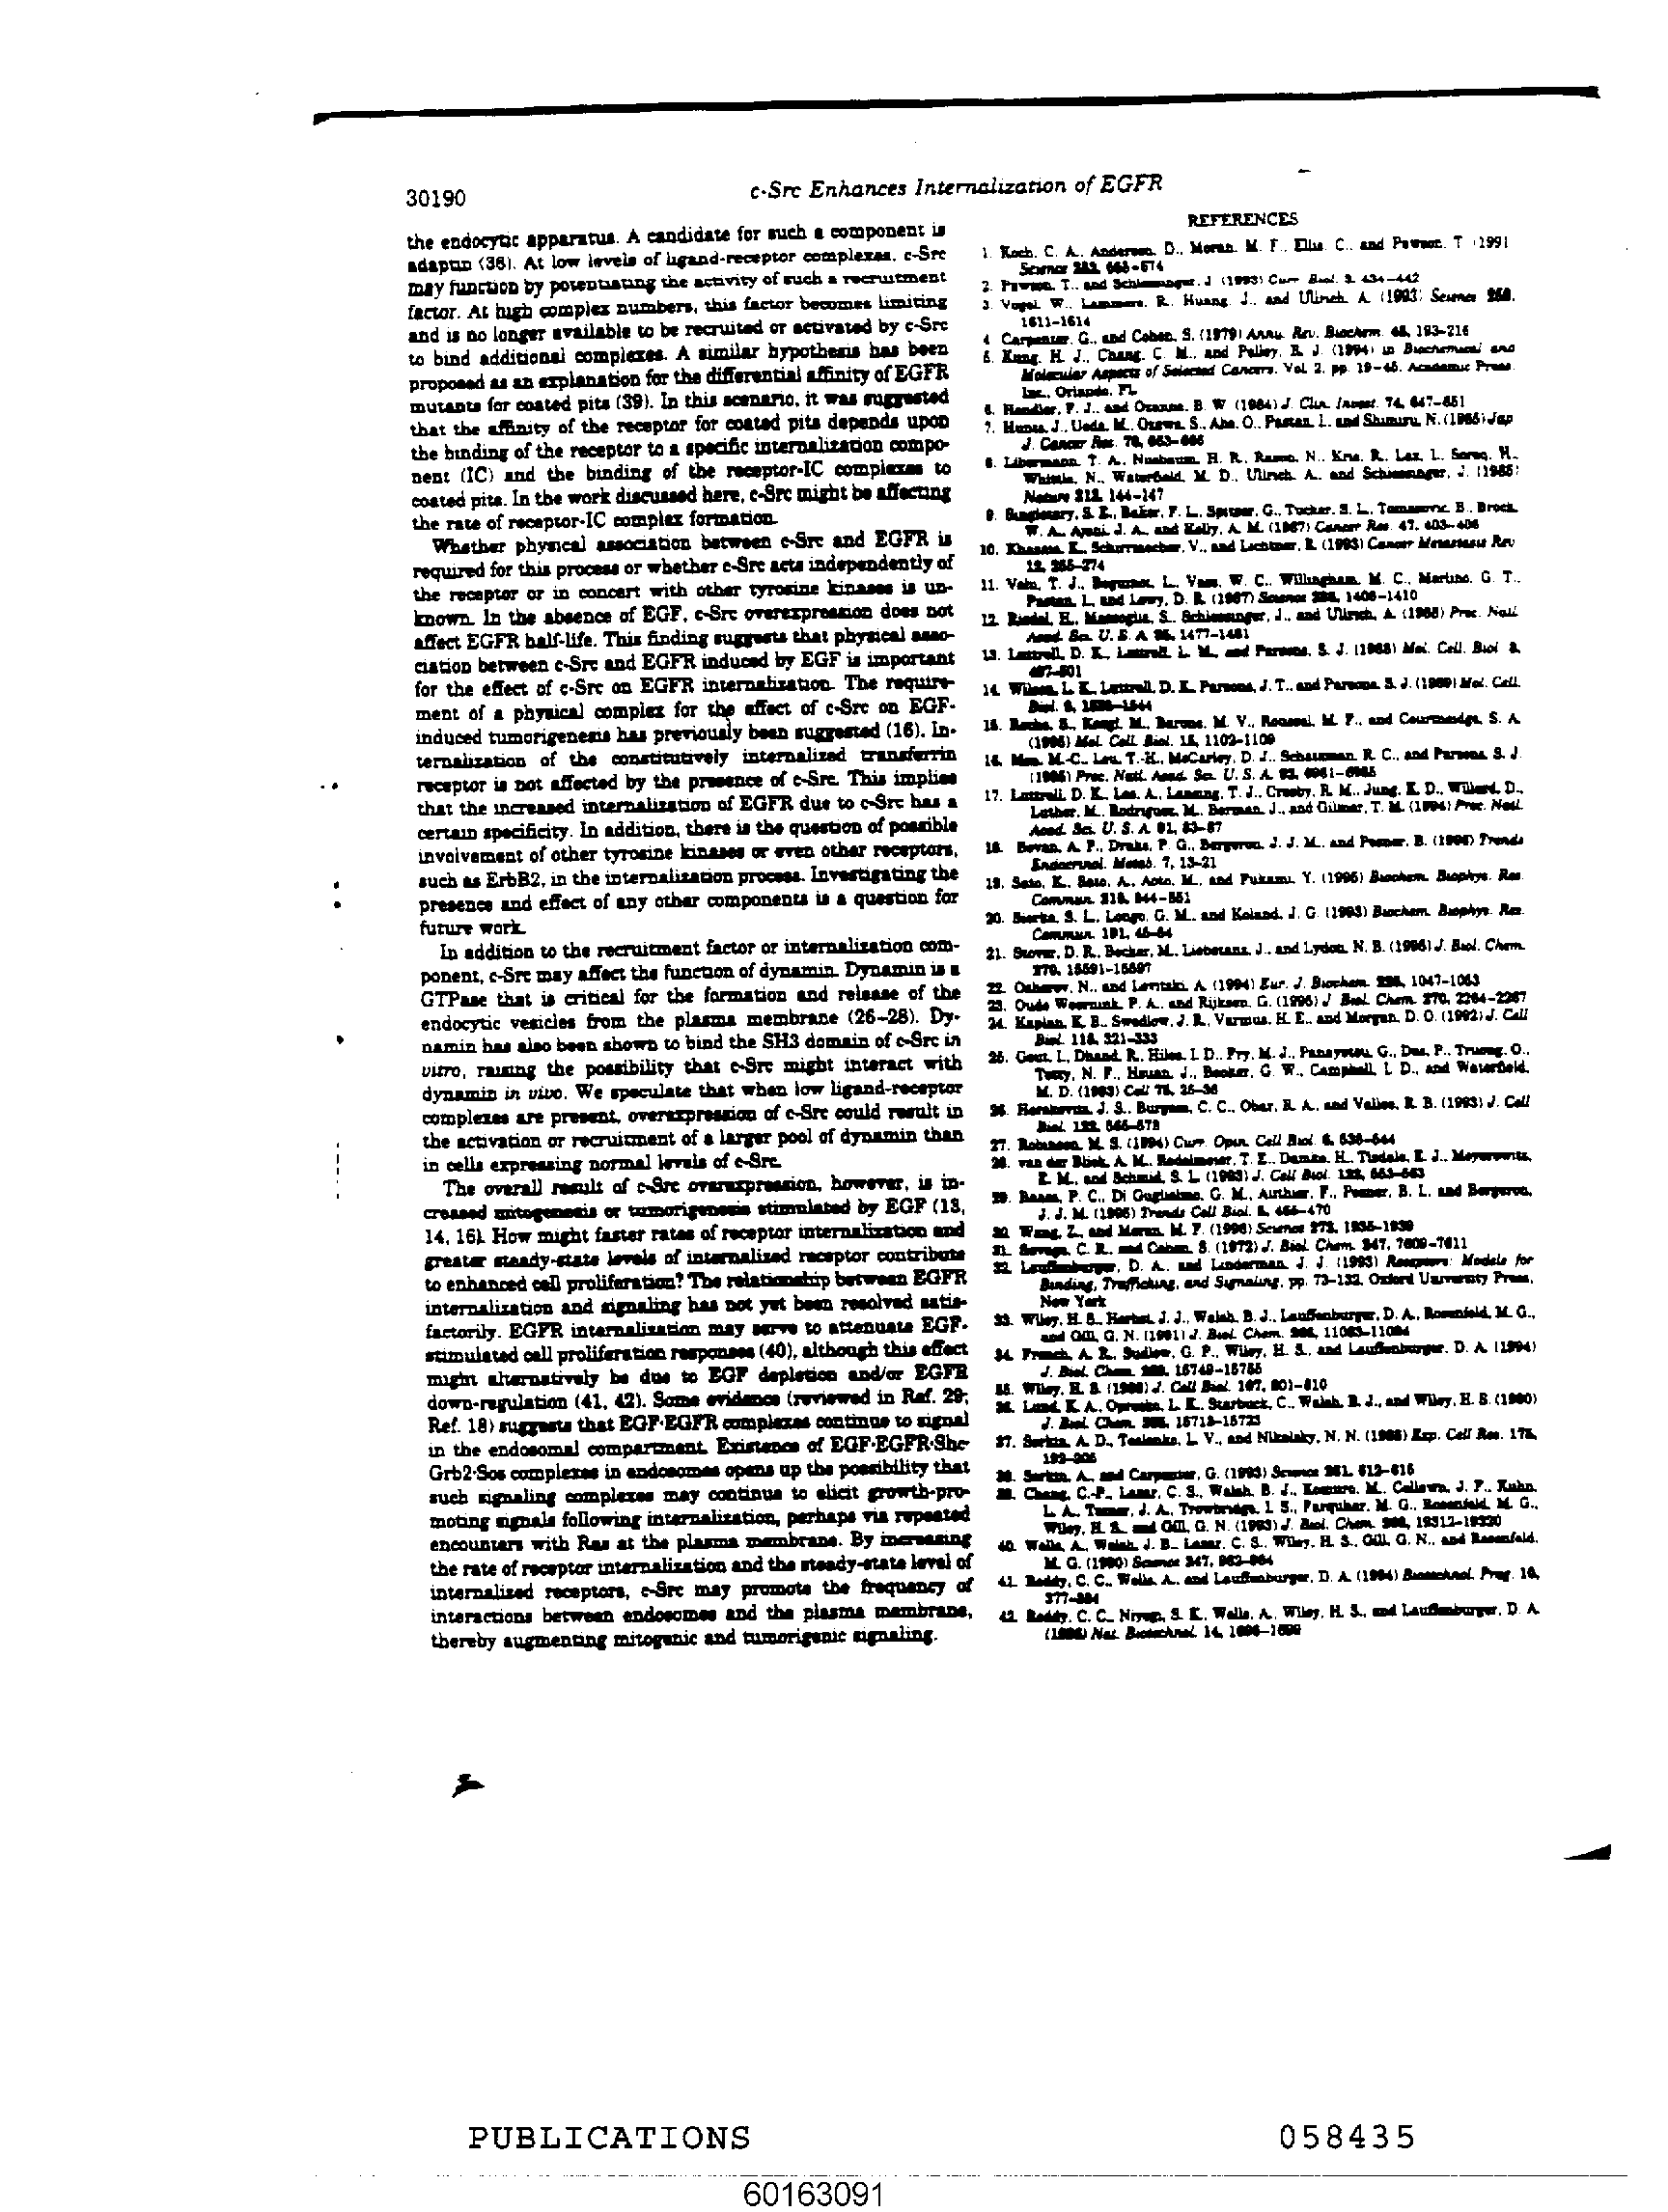 30190
c-Src Enhances Internalization of EGFR
the endocytic apparatus. A candidate for such a component is
adaptin (38). At low levels of ligand-receptor complexes, c-Src
may function by potentiating the activity of such a recruitment
factor. At high complex numbers, this factor becomes limiting
and is no longer available to be recruited or activated by c-Src
to bind additional complexes. A similar hypothesis has been
proposed as an explanation for the differential affinity of EGFR
mutants for coated pits (39). In this scenario, it was suggested
that the affinity of the receptor for coated pits depends upon
the binding of the receptor to a specific internalization compo-
nent (IC) and the binding of the receptor-IC complexes to
coated pits. In the work discussed here, c-Src might be affecting
the rate of receptor-IC complex formation.
Whether physical association between c-Src and EGFR is
required for this process or whether c-Src acts independently of
the receptor or in concert with other tyrosine kinases is un-
known. In the absence of EGF, c-Src overexpression does not
affect EGFR half-life. This finding suggests that physical asso-
ciation between c-Src and EGFR induced by EGF is important
for the effect of c-Src on EGFR internalization. The require-
ment of a physical complex for the effect of c-Src on EGF-
induced tumorigenesis has previously been suggested (16). In-
ternalization of the constitutively internalized transferrin
receptor is not affected by the presence of c-Src. This implies
that the increased internalization of EGFR due to c-Src has a
certain specificity. In addition, there is the question of possible
involvement of other tyrosine kinases or even other receptors,
such as ErbB2, in the internalization process. Investigating the
presence and effect of any other components is a question for
future work.
In addition to the recruitment factor or internalization com-
ponent, c-Src may affect the function of dynamin. Dynamin is a
GTPase that is critical for the formation and release of the
endocytic vesicles from the plasma membrane (26-28). Dy-
namin has also been shown to bind the SH3 domain of c-Src in
vitro, raising the possibility that c-Src might interact with
dynamin in vivo. We speculate that when low ligand-receptor
complexes are present, overexpression of c-Src could result in
the activation or recruitment of a larger pool of dynamin than
in cells expressing normal levels of c-Src.
The overall result of c-Src overexpression, however, is in-
creased mitogenesis or tumorigenesis stimulated by EGF (13,
14, 16). How might faster rates of receptor internalization and
greater steady-state levels of internalized receptor contribute
to enhanced cell proliferation? The relationship between EGFR
internalization and signaling has not yet been resolved satis-
factorily. EGFR internalization may serve to attenuate EGF-
stimulated cell proliferation responses (40), although this effect
might alternatively be due to EGF depletion and/or EGFR
down-regulation (41, 42). Some evidence (reviewed in Ref. 29;
Ref. 18) suggests that EGF·EGFR complexes continue to signal
in the endosomal compartment. Existence of EGF·EGFR·Shc·
Grb2·Sos complexes in endosomes opens up the possibility that
such signaling complexes may continue to elicit growth-pro-
moting signals following internalization, perhaps via repeated
encounters with Ras at the plasma membrane. By increasing
the rate of receptor internalization and the steady-state level of
internalized receptors, c-Src may promote the frequency of
interactions between endosomes and the plasma membrane,
thereby augmenting mitogenic and tumorigenic signaling.
REFERENCES
1. Koch, C. A., Anderson, D., Moran, M. F., Ellis, C., and Pawson, T. (1991)
Science 252, 668-674
2. Pawson, T., and Schlessinger, J. (1993) Curr. Biol. 3, 434-442
3. Vogel, W., Lammers, R., Huang, J., and Ullrich, A. (1993) Science 259,
1611-1614
4. Carpenter, G., and Cohen, S. (1979) Annu. Rev. Biochem. 48, 193-216
5. Kung, H. J., Chang, C. M., and Pelley, R. J. (1994) in Biochemical and
Molecular Aspects of Selected Cancers, Vol. 2, pp. 19-45, Academic Press
Inc., Orlando, FL
6. Hendler, F. J., and Ozanne, B. W. (1984) J. Clin. Invest. 74, 647-651
7. Hunts, J., Ueda, M., Ozawa, S., Abe, O., Pastan, I., and Shimizu, N. (1985) Jap
J. Cancer Res. 76, 663-666
8. Libermann, T. A., Nusbaum, H. R., Razon, N., Kris, R., Lax, I., Soreq, H.,
Whittle, N., Waterfield, M. D., Ullrich, A., and Schlessinger, J. (1985)
Nature 313, 144-147
9. S. E., Baker, F. L., Spitzer, G., Tucker, S. L., Tomasovic, B., Brock,
W. A., Ajani, J. A., and Kelly, A. M. (1987) Cancer Res. 47, 403-406
10. Khazaie, K., Schirrmacher, V., and Lichtner, R. (1993) Cancer Metastasis Rev
12, 255-274
11. Velu, T. J., Beguinot, L., Vass, W. C., Willingham, M. C., Merlino, G. T.,
Pastan, I., and Lowy, D. R. (1987) Science 238, 1408-1410
12. Riedel, H., Massoglia, S., Schlessinger, J., and Ullrich, A. (1988) Proc. Natl.
Acad. Sci. U. S. A. 85, 1477-1481
13. Luttrell, D. K., Luttrell, L. M., and Parsons, S. J. (1988) Mol. Cell. Biol. 8,
497-501
14. Wilson, L. K., Luttrell, D. K., Parsons, J. T., and Parsons, S. J. (1989) Mol. Cell.
Biol. 9, 1536-1544
15. Roche, S., Koegl, M., Barone, M. V., Roussel, M. F., and Courtneidge, S. A.
(1995) Mol. Cell. Biol. 15, 1102-1109
16. Maa, M.-C., Leu, T.-H., McCarley, D. J., Schatzman, R. C., and Parsons, S. J.
(1995) Proc. Natl. Acad. Sci. U. S. A. 92, 6981-6985
17. Luttrell, D. K., Lee, A., Lansing, T. J., Crosby, R. M., Jung, K. D., Willard, D.,
Luther, M., Rodriguez, M., Berman, J., and Gilmer, T. M. (1994) Proc. Natl.
Acad. Sci. U. S. A. 91, 83-87
18. Bevan, A. P., Drake, P. G., Bergeron, J. J. M., and Posner, B. (1996) Trends
Endocrinol. Metab. 7, 13-21
19. Sato, K., Sato, A., Aoto, M., and Fukami, Y. (1995) Biochem. Biophys. Res.
Commun. 215, 844-851
20. Sierke, S. L., Longo, G. M., and Koland, J. G. (1993) Biochem. Biophys. Res.
Commun. 191, 45-54
21. Stover, D. R., Becker, M., Liebetanz, J., and Lydon, N. B. (1995) J. Biol. Chem.
270, 15591-15597
22. Osherov, N., and Levitzki, A. (1994) Eur. J. Biochem. 225, 1047-1053
23. Oude Weernink, P. A., and Rijksen, G. (1995) J. Biol. Chem. 270, 2264-2267
24. Kaplan, K. B., Swedlow, J. R., Varmus, H. E., and Morgan, D. O. (1992) J. Cell
Biol. 118, 321-333
25. Gout, I., Dhand, R., Hiles, I. D., Fry, M. J., Panayotou, G., Das, P., Truong, O.,
Totty, N. F., Hsuan, J., Booker, G. W., Campbell, I. D., and Waterfield,
M. D. (1993) Cell 75, 25-36
26. Herskovits, J. S., Burgess, C. C., Obar, R. A., and Vallee, R. B. (1993) J. Cell
Biol. 122, 565-578
27. Robinson, M. S. (1994) Curr. Opin. Cell Biol. 6, 538-544
28. van der Bliek, A. M., Redelmeier, T. E., Damke, H., Tisdale, E. J., Meyerowitz,
E. M., and Schmid, S. L. (1993) J. Cell Biol. 122, 553-563
29. Baass, P. C., Di Guglielmo, G. M., Authier, F., Posner, B. I., and Bergeron,
J. J. M. (1995) Trends Cell Biol. 5, 465-470
30. Wang, Z., and Moran, M. F. (1996) Science 272, 1935-1939
31. Savage, C. R., and Cohen, S. (1972) J. Biol. Chem. 247, 7609-7611
32. Lauffenburger, D. A., and Linderman, J. J. (1993) Receptors: Models for
Binding, Trafficking, and Signaling, pp. 73-132, Oxford University Press,
New York
33. Wiley, H. S., Herbst, J. J., Walsh, B. J., Lauffenburger, D. A., Rosenfeld, M. G.,
and Gill, G. N. (1991) J. Biol. Chem. 266, 11083-11094
34. French, A. R., Sudlow, G. P., Wiley, H. S., and Lauffenburger, D. A. (1994)
J. Biol. Chem. 269, 15749-15755
35. Wiley, H. S. (1988) J. Cell Biol. 107, 801-810
36. Lund, K. A., Opresko, L. K., Starbuck, C., Walsh, B. J., and Wiley, H. S. (1990)
J. Biol. Chem. 265, 15713-15723
37. Sorkin, A. D., Teslenko, L. V., and Nikolsky, N. N. (1988) Exp. Cell Res. 175,
192-205
38. Sorkin, A., and Carpenter, G. (1993) Science 261, 612-615
39. Chang, C.-P., Lazar, C. S., Walsh, B. J., Komuro, M., Collawn, J. F., Kuhn,
L. A., Tainer, J. A., Trowbridge, I. S., Farquhar, M. G., Rosenfeld, M. G.,
Wiley, H. S., and Gill, G. N. (1993) J. Biol. Chem. 268, 19312-19320
40. Wells, A., Welsh, J. B., Lazar, C. S., Wiley, H. S., Gill, G. N., and Rosenfeld,
M. G. (1990) Science 247, 962-964
41. Reddy, C. C., Wells, A., and Lauffenburger, D. A. (1994) Biotechnol. Prog. 10,
377-384
42. Reddy, C. C., Niyogi, S. K., Wells, A., Wiley, H. S., and Lauffenburger, D. A.
(1996) Nat. Biotechnol. 14, 1696-1699
PUBLICATIONS
058435
60163091